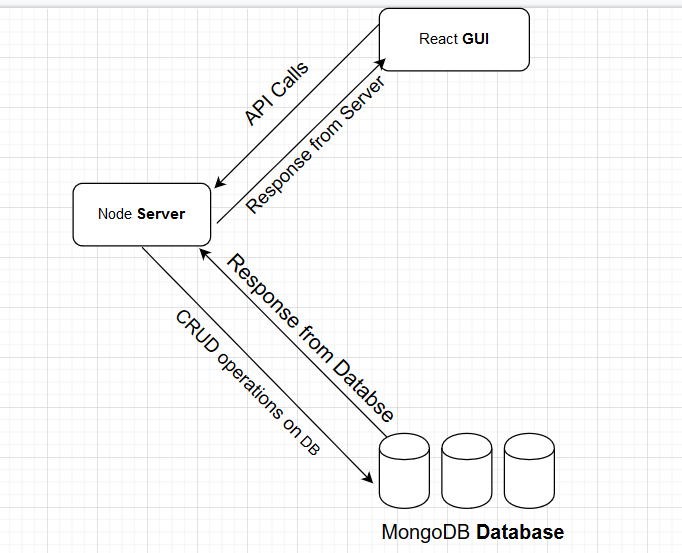 React GUI
API Calls
Response from Server
Node Server
Response from Databse
CRUD operations on DB
MongoDB Database